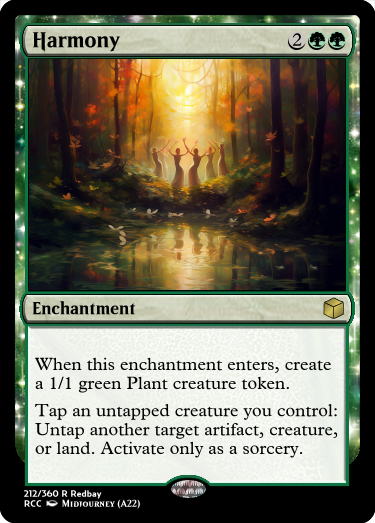 Harmony 2
Enchantment
When this enchantment enters, create
a 1/1 green Plant creature token.
Tap an untapped creature you control:
Untap another target artifact, creature,
or land. Activate only as a sorcery.
212/360 R Redbay
RCC Midjourney (A22)